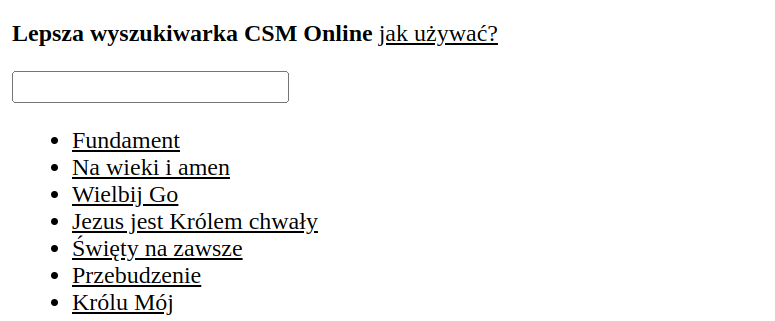 Lepsza wyszukiwarka CSM Online jak używać?
Fundament
Na wieki i amen
Wielbij Go
Jezus jest Królem chwały
Święty na zawsze
Przebudzenie
Królu Mój